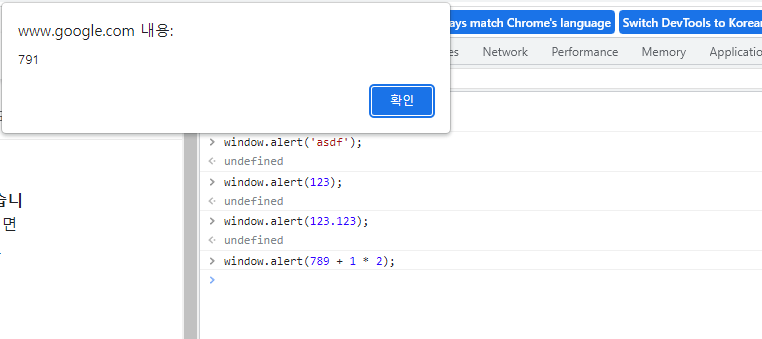 www.google.com 내용:
791
확인
ays match Chrome's language
Switch DevTools to Korean
es Network Performance Memory Application
습니
면
window.alert('asdf');
undefined
window.alert(123);
undefined
window.alert(123.123);
undefined
window.alert(789 + 1 * 2);